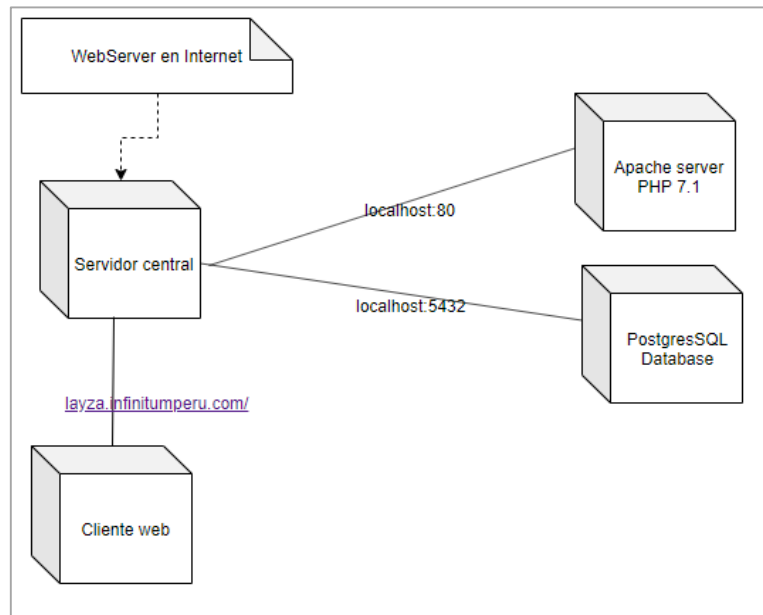 WebServer en Internet
Apache server
PHP 7.1
localhost:80
Servidor central
localhost:5432
PostgresSQL
Database
layza.infinitumperu.com/
Cliente web